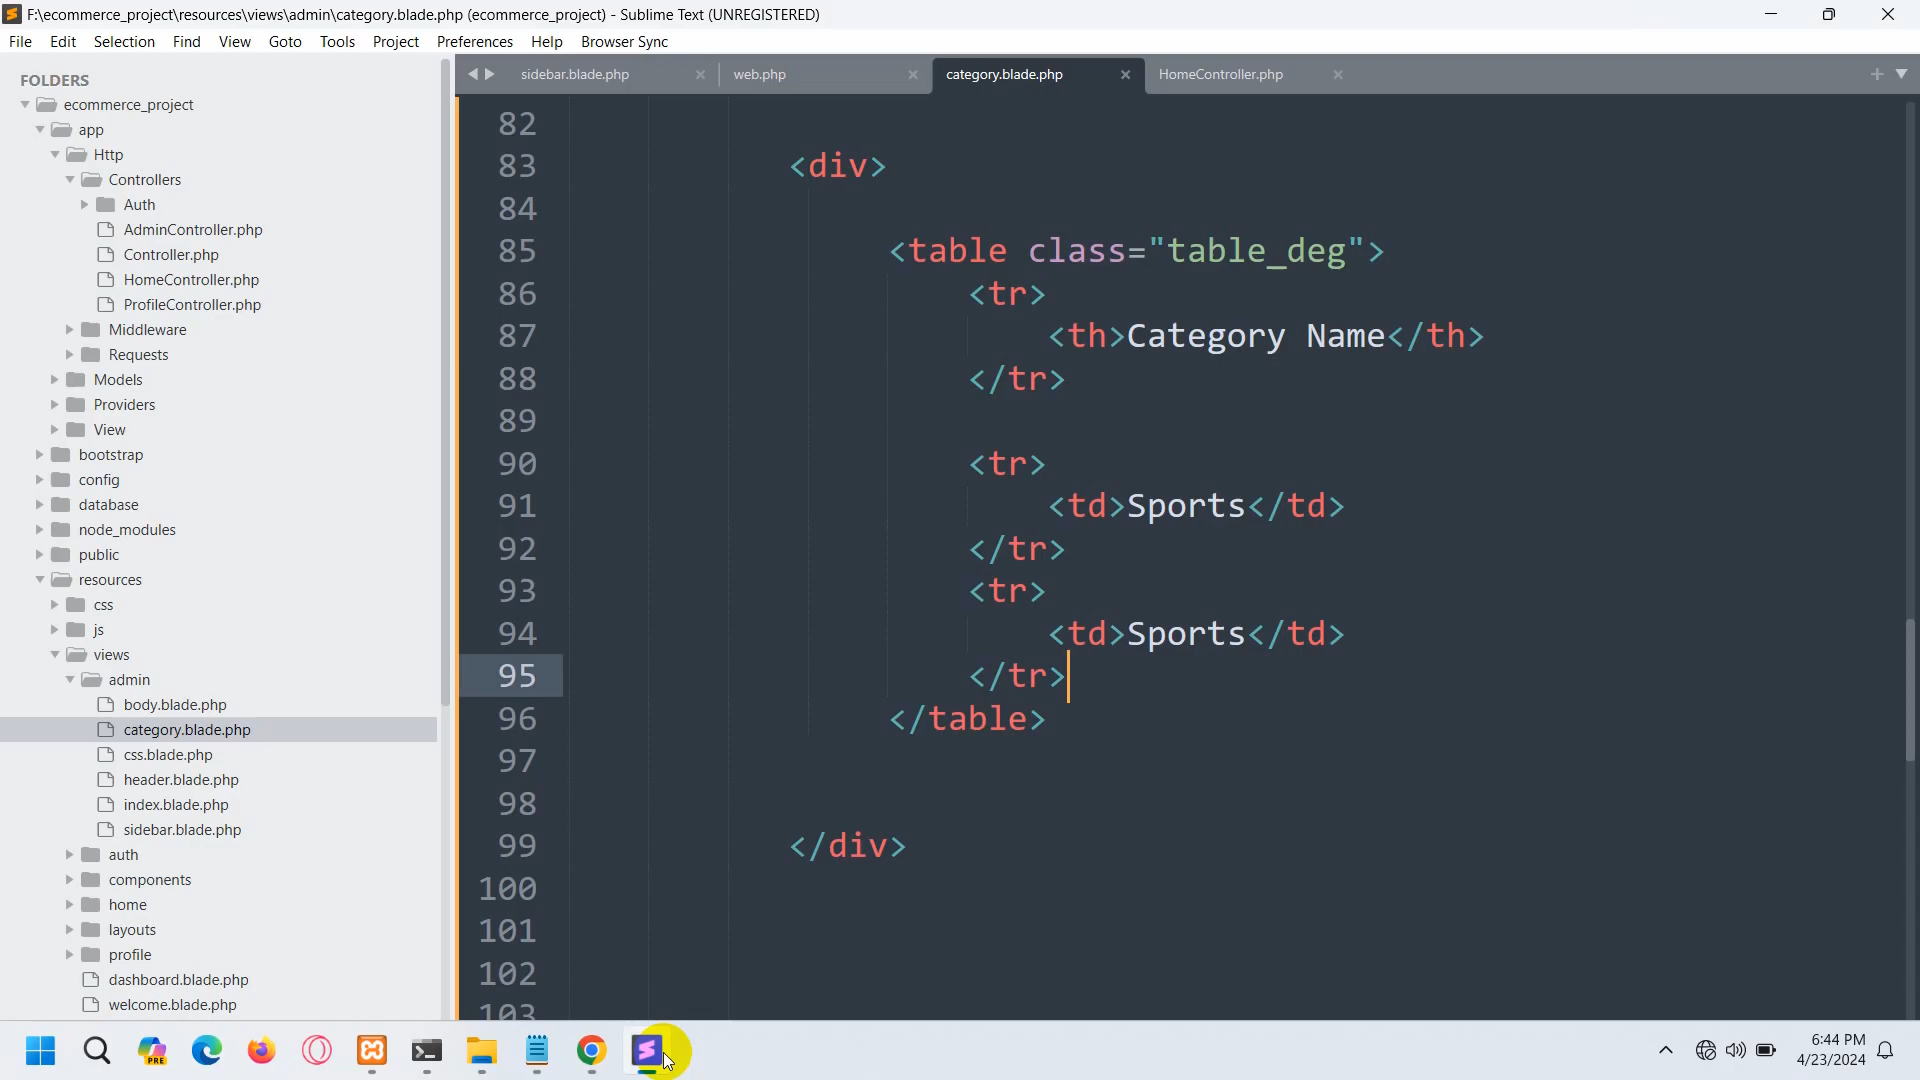 F:\ecommerce_project\resources\views\admin\category.blade.php (ecommerce_project) - Sublime Text (UNREGISTERED)
File Edit Selection Find View Goto Tools Project Preferences Help Browser Sync
FOLDERS
ecommerce_project
app
Http
Controllers
Auth
AdminController.php
Controller.php
HomeController.php
ProfileController.php
Middleware
Requests
Models
Providers
View
bootstrap
config
database
node_modules
public
resources
css
js
views
admin
body.blade.php
category.blade.php
css.blade.php
header.blade.php
index.blade.php
sidebar.blade.php
auth
components
home
layouts
profile
dashboard.blade.php
welcome.blade.php
sidebar.blade.php web.php category.blade.php HomeController.php
82
83 <div>
84
85 <table class="table_deg">
86 <tr>
87 <th>Category Name</th>
88 </tr>
89
90 <tr>
91 <td>Sports</td>
92 </tr>
93 <tr>
94 <td>Sports</td>
95 </tr>
96 </table>
97
98
99 </div>
100
101
102
103
PRE
6:44 PM
4/23/2024